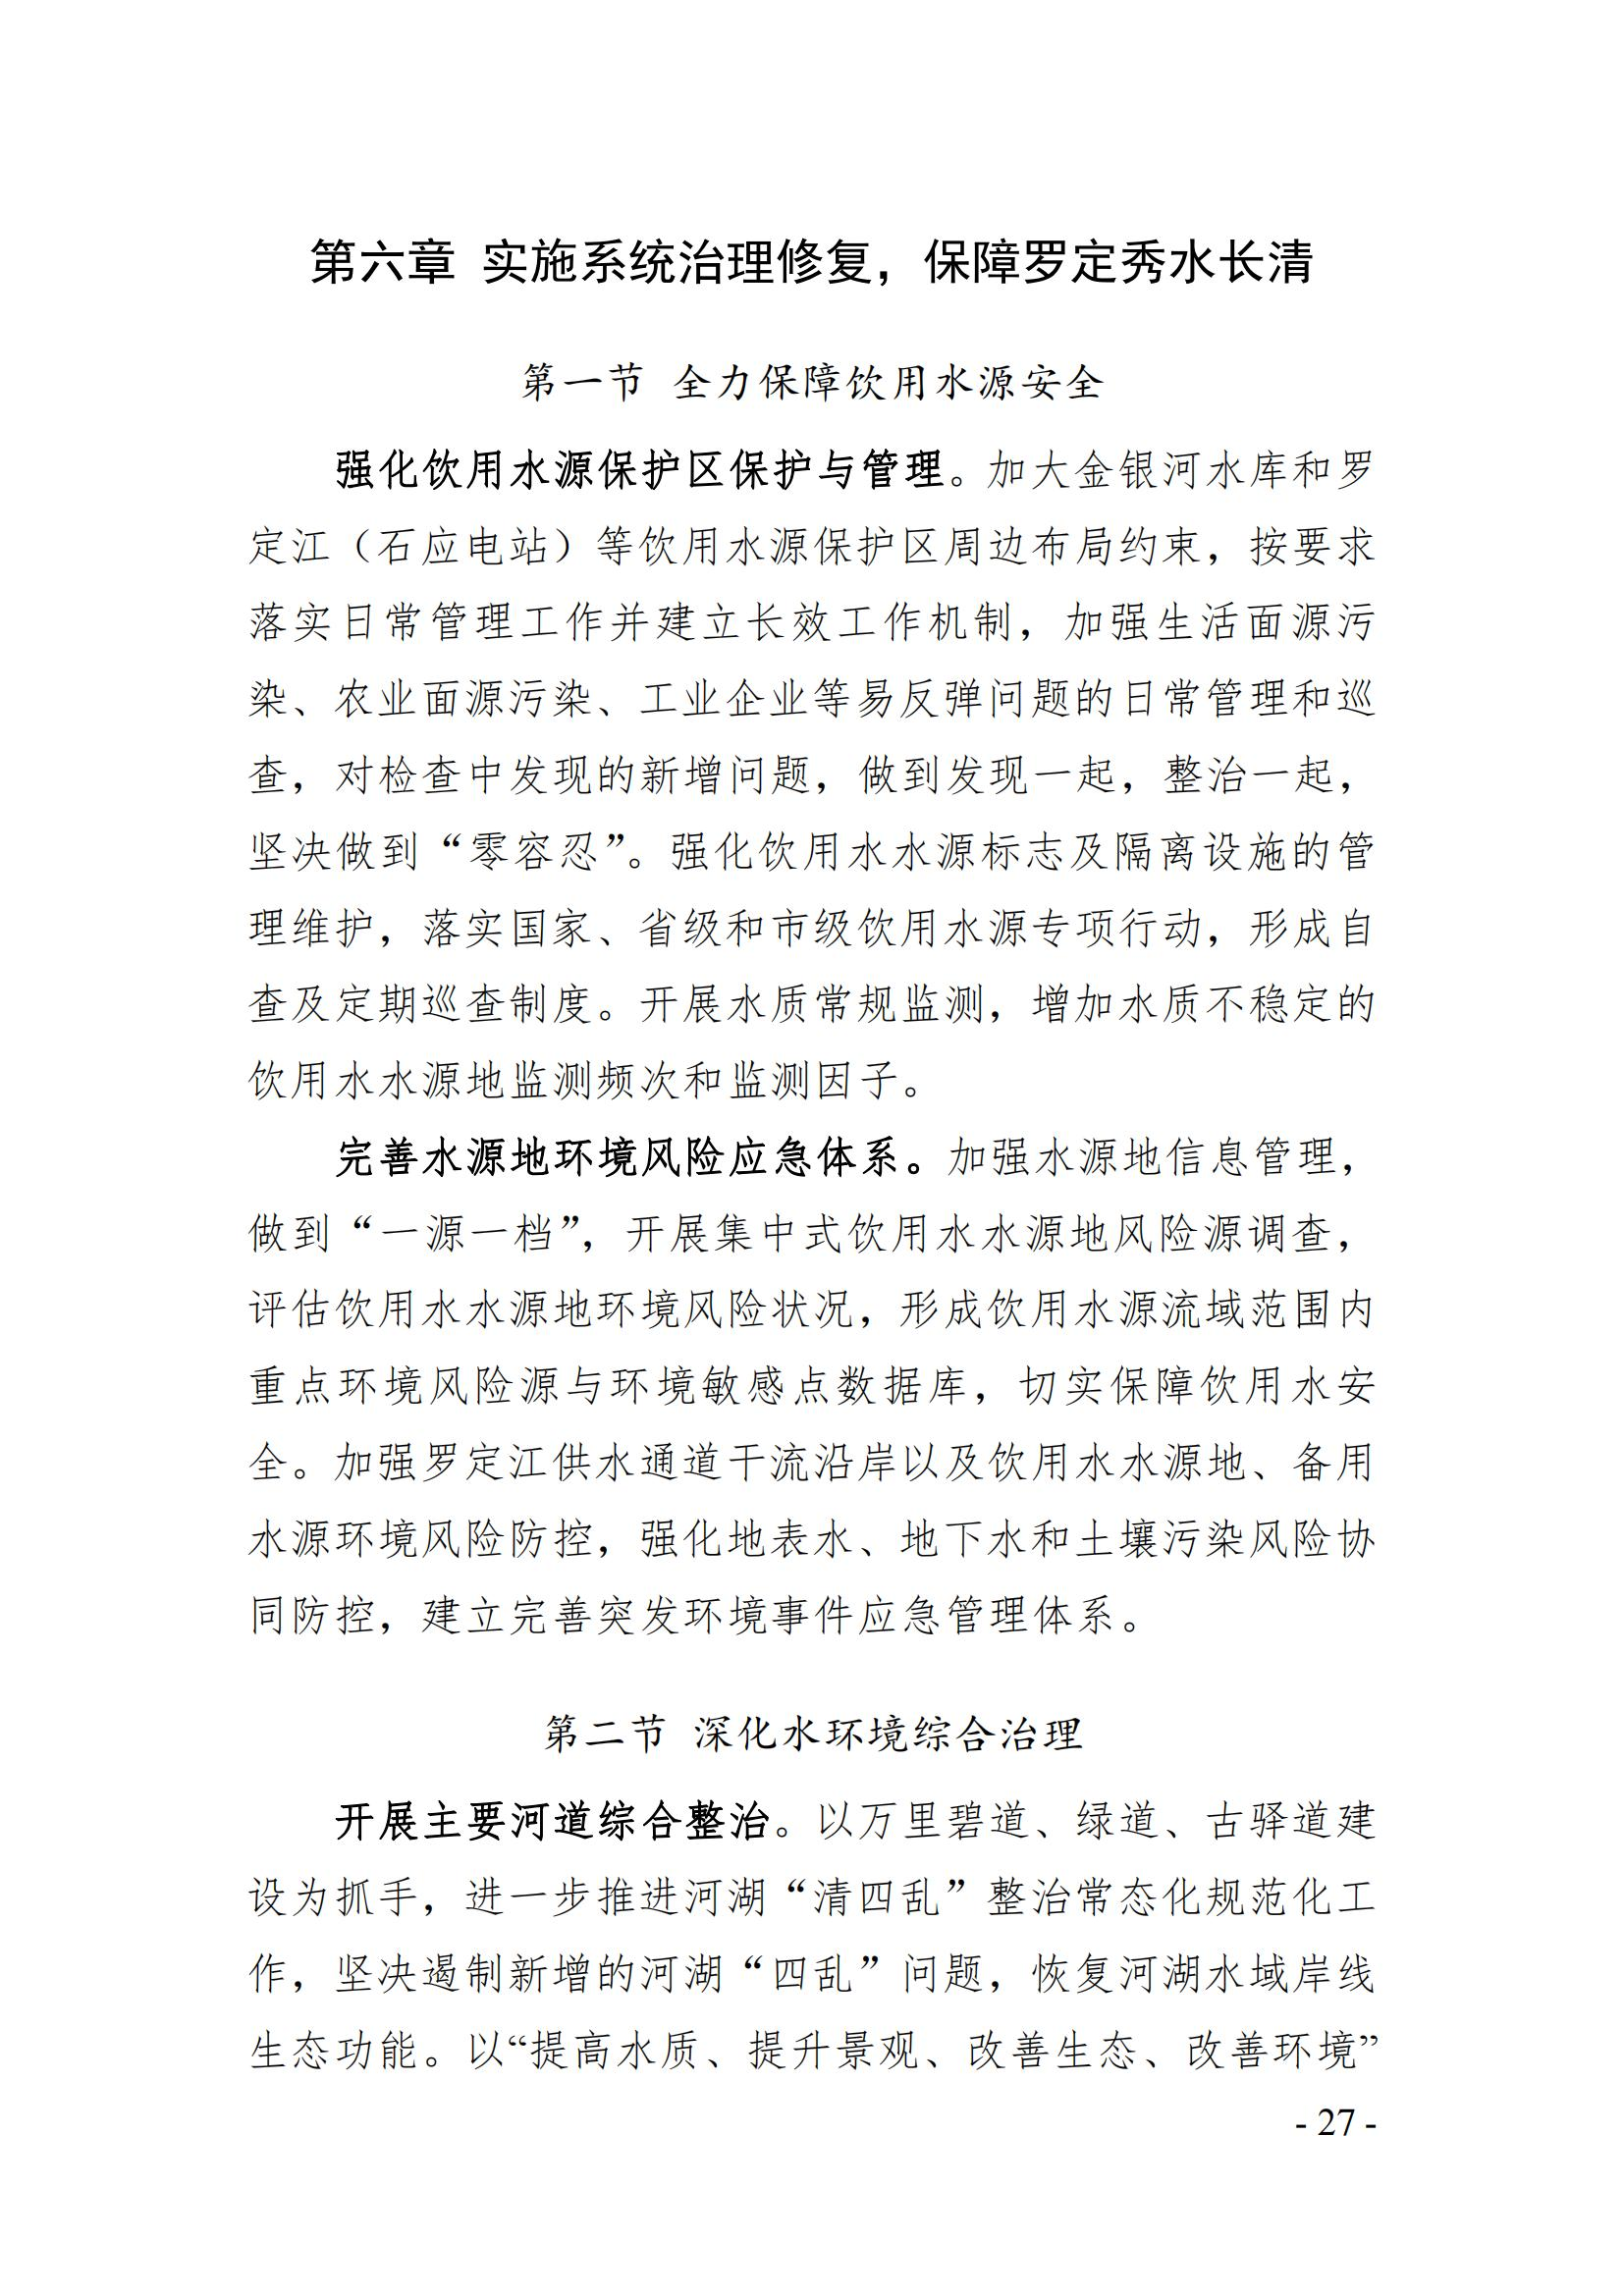 第六章 实施系统治理修复，保障罗定秀水长清
第一节 全力保障饮用水源安全
强化饮用水源保护区保护与管理。加大金银河水库和罗
定江（石应电站）等饮用水源保护区周边布局约束，按要求
落实日常管理工作并建立长效工作机制，加强生活面源污
染、农业面源污染、工业企业等易反弹问题的日常管理和巡
查，对检查中发现的新增问题，做到发现一起，整治一起，
坚决做到“零容忍”。强化饮用水水源标志及隔离设施的管
理维护，落实国家、省级和市级饮用水源专项行动，形成自
查及定期巡查制度。开展水质常规监测，增加水质不稳定的
饮用水水源地监测频次和监测因子。
完善水源地环境风险应急体系。加强水源地信息管理，
做到“一源一档”，开展集中式饮用水水源地风险源调查，
评估饮用水水源地环境风险状况，形成饮用水源流域范围内
重点环境风险源与环境敏感点数据库，切实保障饮用水安
全。加强罗定江供水通道干流沿岸以及饮用水水源地、备用
水源环境风险防控，强化地表水、地下水和土壤污染风险协
同防控，建立完善突发环境事件应急管理体系。
第二节 深化水环境综合治理
开展主要河道综合整治。以万里碧道、绿道、古驿道建
设为抓手，进一步推进河湖“清四乱”整治常态化规范化工
作，坚决遏制新增的河湖“四乱”问题，恢复河湖水域岸线
生态功能。以“提高水质、提升景观、改善生态、改善环境”
- 27 -